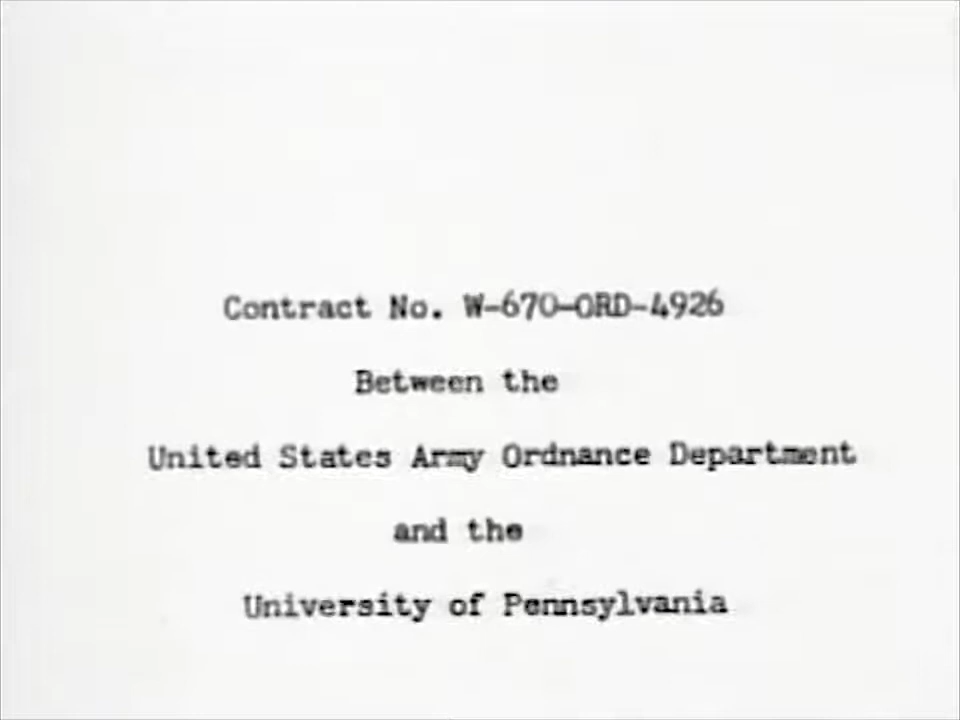 Contract No. W-670-ORD-4926
Between the
United States Army Ordnance Department
and the
University of Pennsylvania